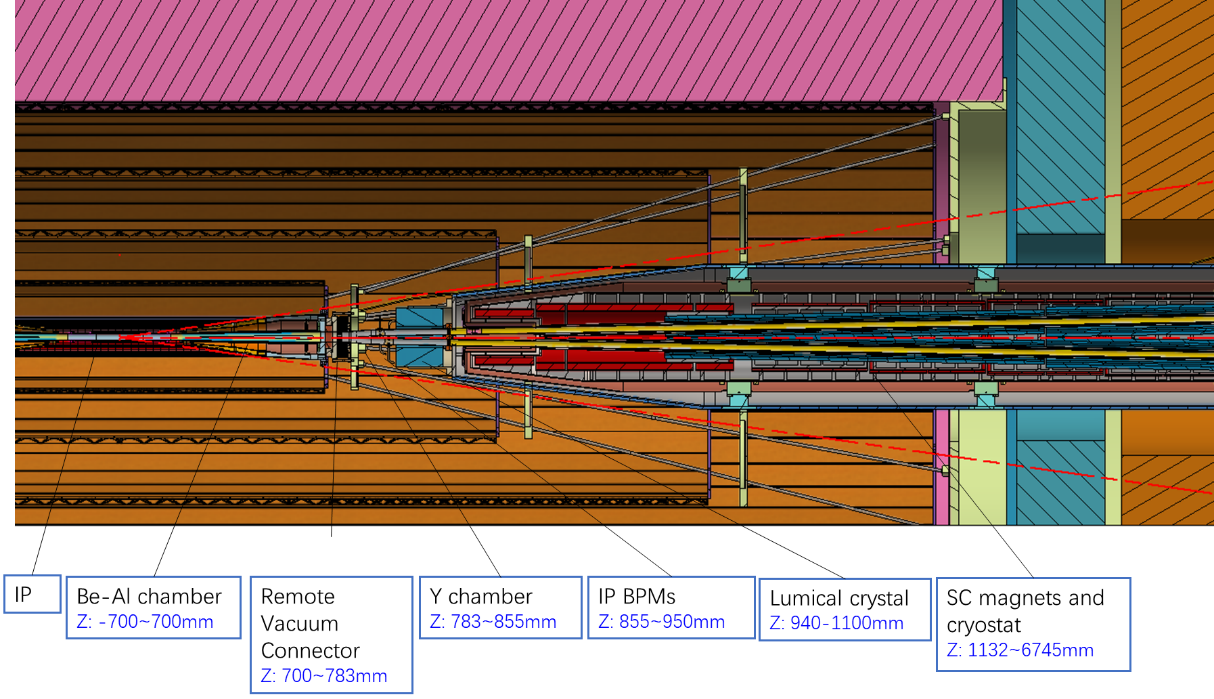 IP
Be-Al chamber
Z: -700~700mm
Remote
Vacuum
Connector
Z: 700~783mm
Y chamber
Z: 783~855mm
IP BPMs
Z: 855~950mm
Lumical crystal
Z: 940-1100mm
SC magnets and
cryostat
Z: 1132~6745mm